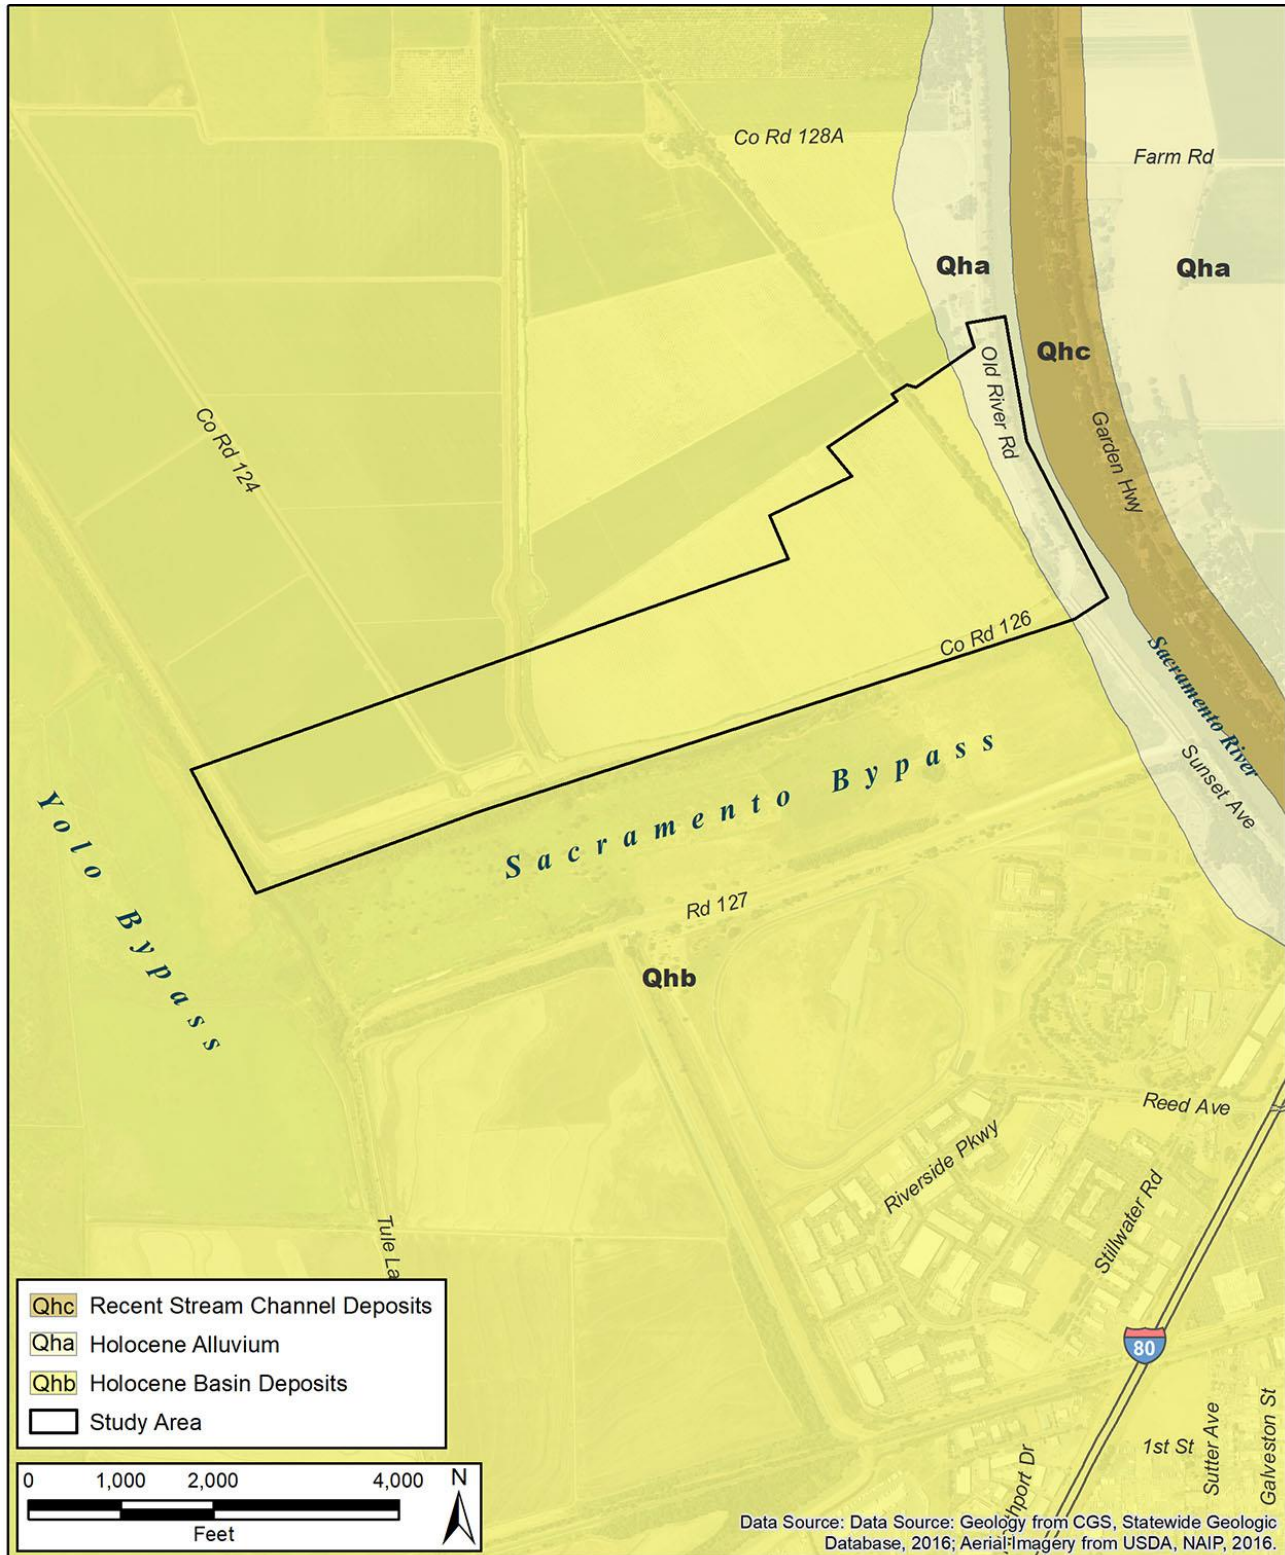 Co Rd 128A
Farm Rd
Qha
Qha
Qhc
Old River Rd
Garden Hwy
Co Rd 124
Co Rd 126
Sacramento River
Sunset Ave
Sacramento Bypass
Yolo Bypass
Rd 127
Qhb
Reed Ave
Riverside Pkwy
Stillwater Rd
Tule La
80
1st St
Sutter Ave
Galveston St
Qhc Recent Stream Channel Deposits
Qha Holocene Alluvium
Qhb Holocene Basin Deposits
Study Area
0 1,000 2,000 4,000
Feet
N
Data Source: Data Source: Geology from CGS, Statewide Geologic
Database, 2016; Aerial Imagery from USDA, NAIP, 2016.